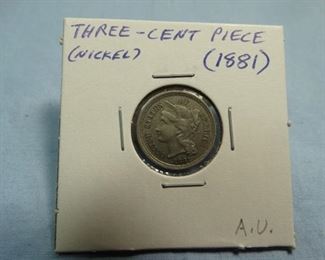 THREE-CENT PIECE
(NICKEL) (1881)
A.U.